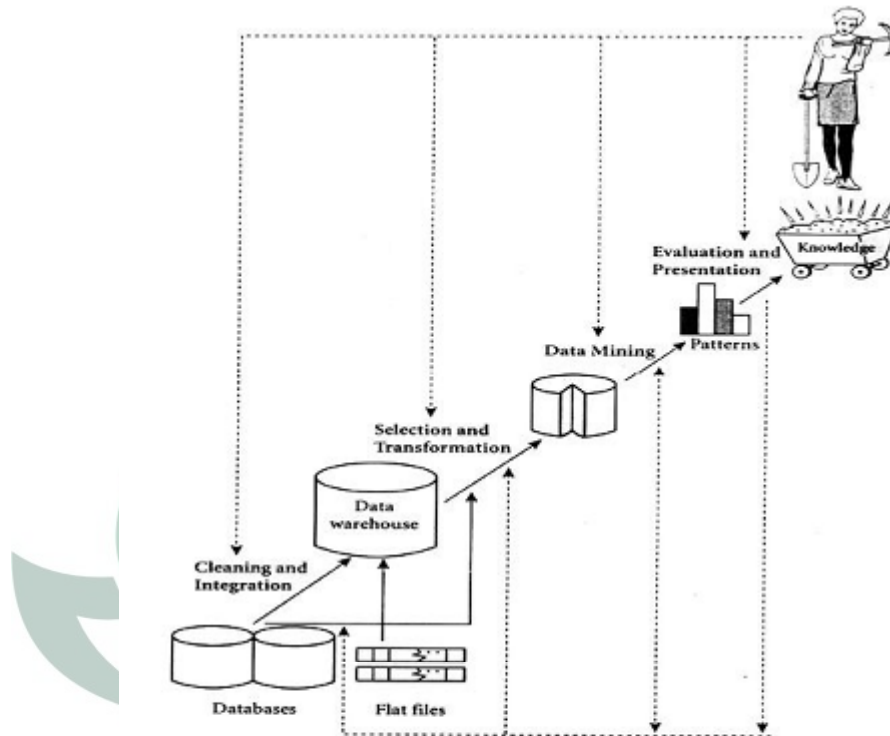 Knowledge
Evaluation and
Presentation
Patterns
Data Mining
Selection and
Transformation
Data
warehouse
Cleaning and
Integration
Databases
Flat files